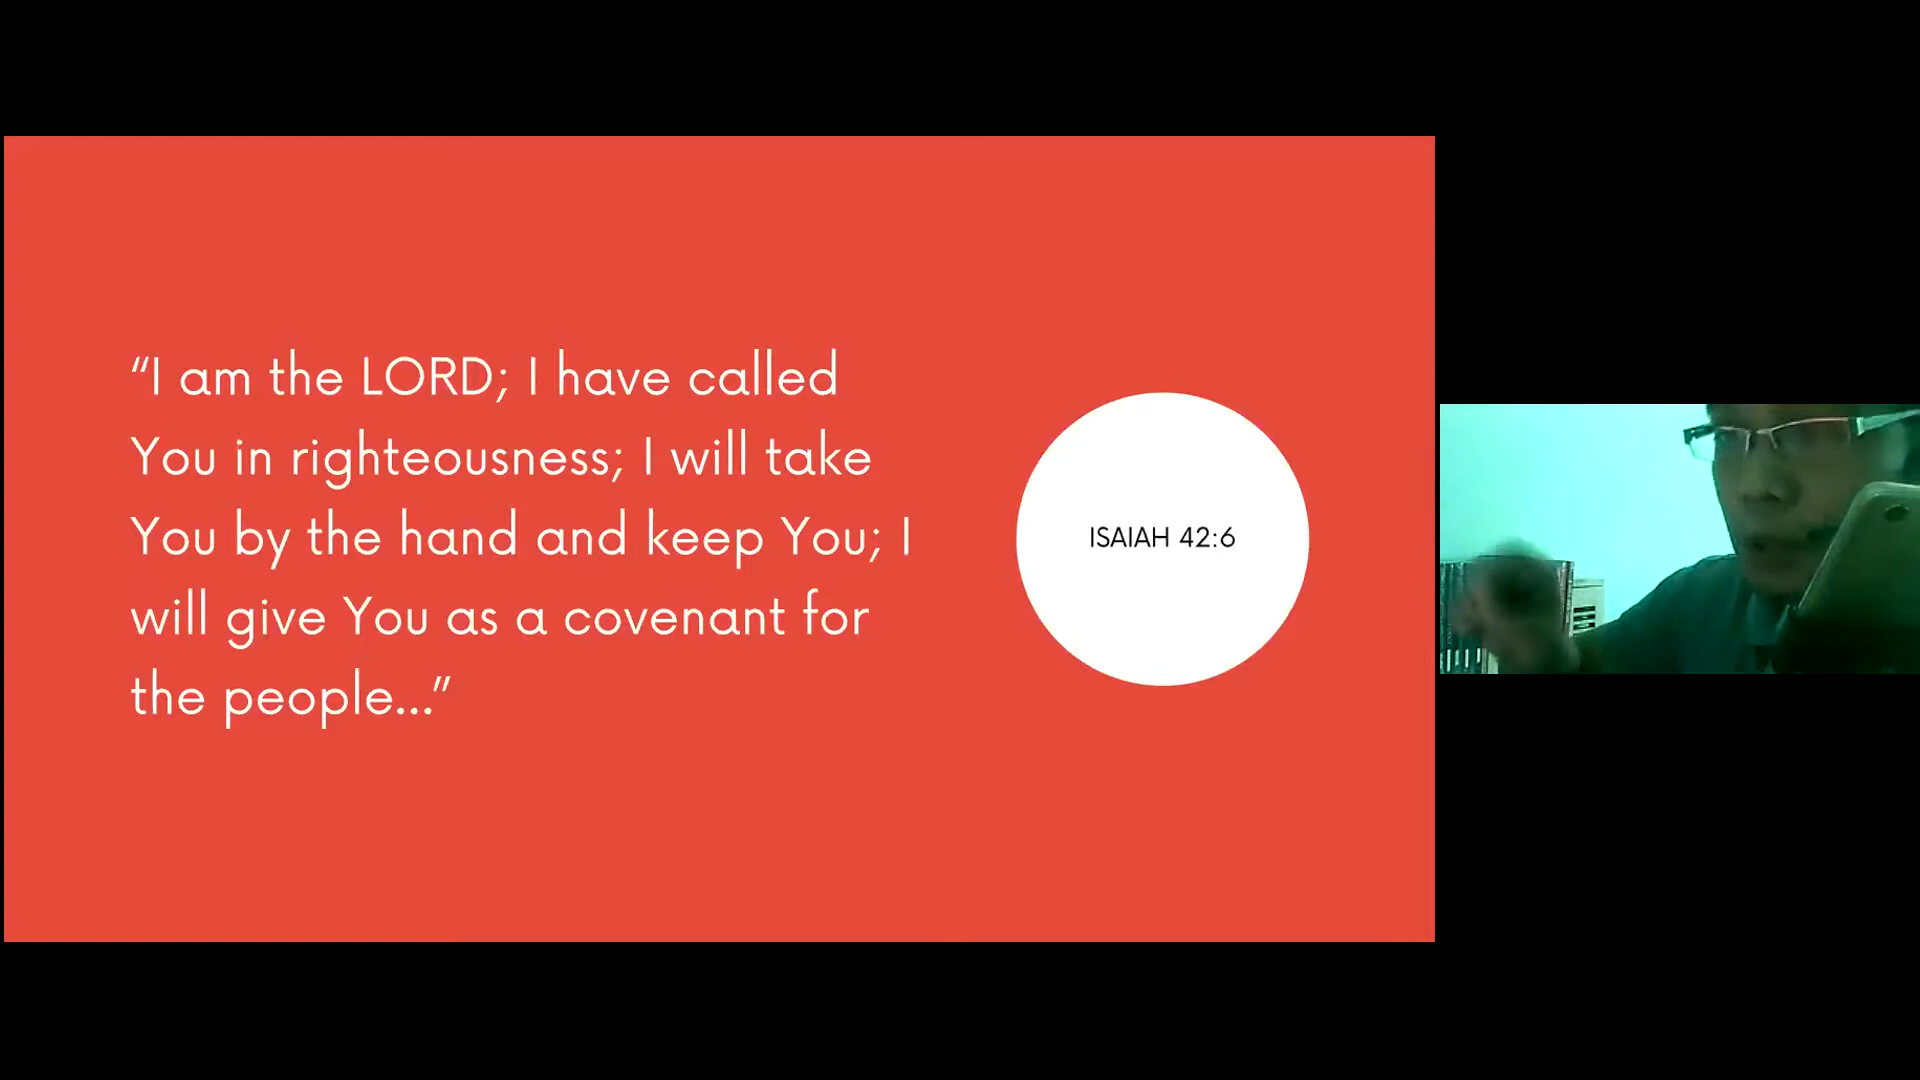 “I am the LORD; I have called
You in righteousness; I will take
You by the hand and keep You; I
will give You as a covenant for
the people...”
ISAIAH 42:6